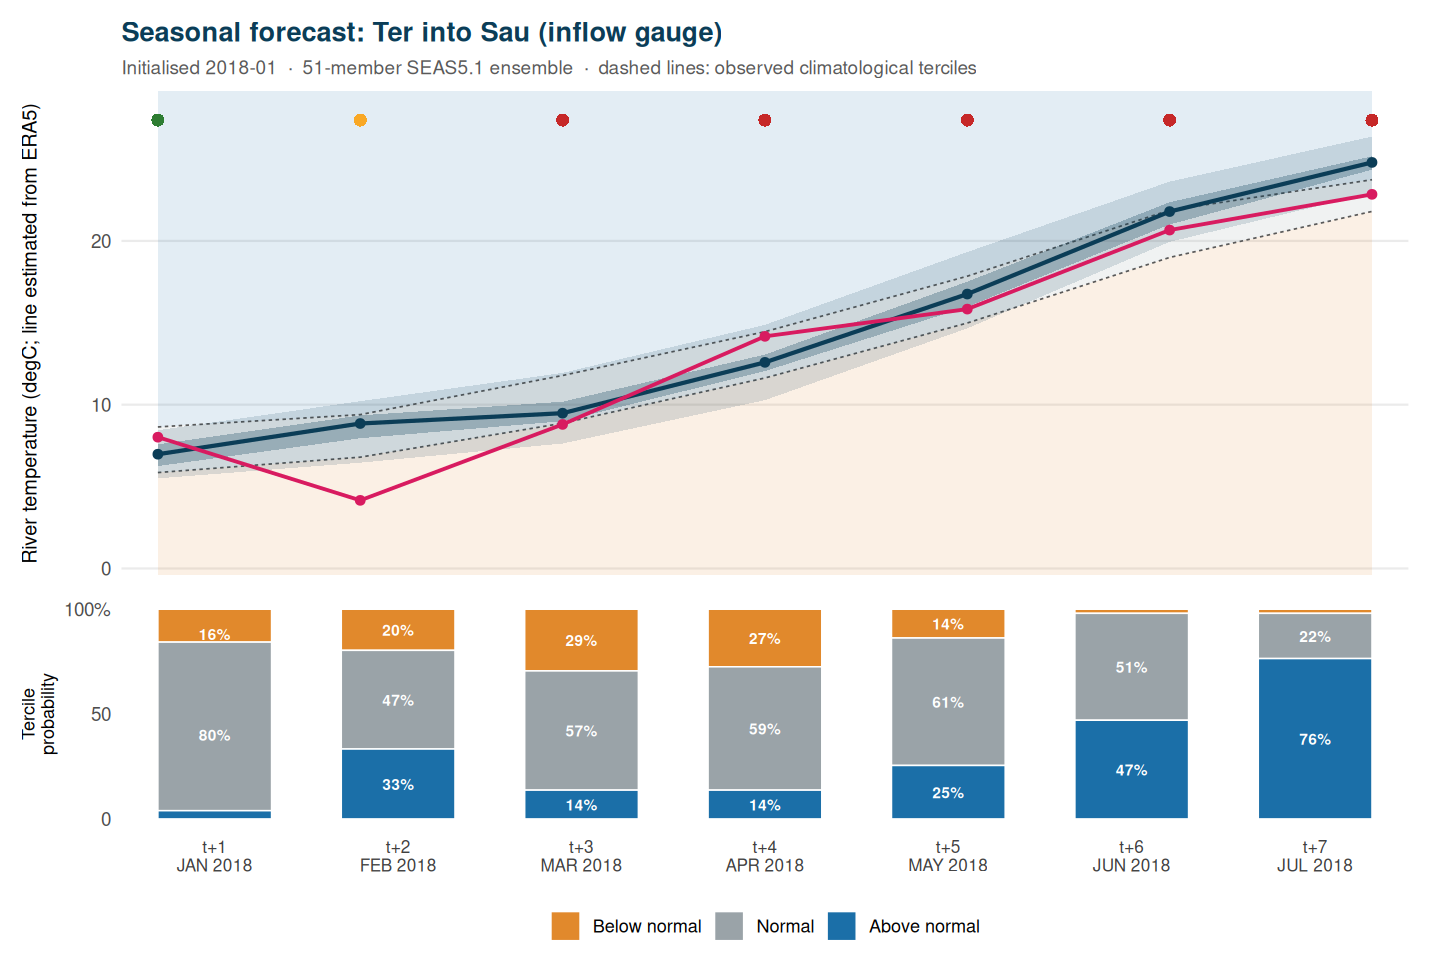 Seasonal forecast: Ter into Sau (inflow gauge)
Initialised 2018-01 · 51-member SEAS5.1 ensemble · dashed lines: observed climatological terciles
River temperature (degC; line estimated from ERA5)
20
10
0
Tercile
probability
100%
50
0
16%
80%
20%
47%
33%
29%
57%
14%
27%
59%
14%
14%
61%
25%
51%
47%
22%
76%
t+1
JAN 2018
t+2
FEB 2018
t+3
MAR 2018
t+4
APR 2018
t+5
MAY 2018
t+6
JUN 2018
t+7
JUL 2018
Below normal
Normal
Above normal